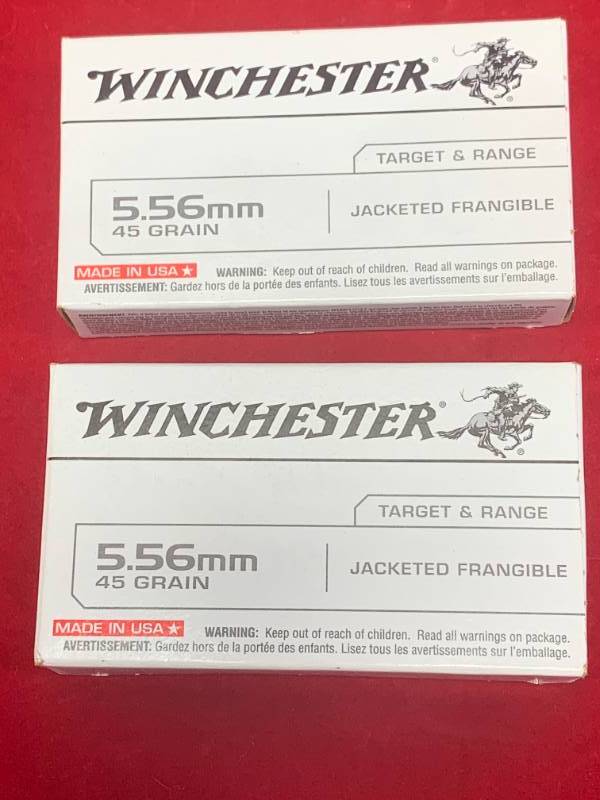 WINCHESTER®
®
TARGET & RANGE
5.56mm
45 GRAIN
JACKETED FRANGIBLE
MADE IN USA ★ WARNING: Keep out of reach of children. Read all warnings on package.
AVERTISSEMENT: Gardez hors de la portée des enfants. Lisez tous les avertissements sur l'emballage.
WINCHESTER®
®
TARGET & RANGE
5.56mm
45 GRAIN
JACKETED FRANGIBLE
MADE IN USA ★ WARNING: Keep out of reach of children. Read all warnings on package.
AVERTISSEMENT: Gardez hors de la portée des enfants. Lisez tous les avertissements sur l'emballage.